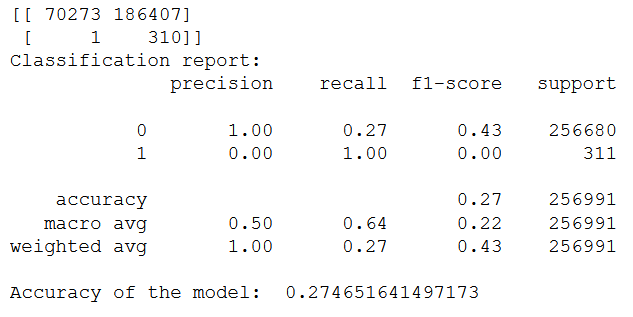 [[ 70273 186407]
[ 1 310]]
Classification report:
precision recall f1-score support
0 1.00 0.27 0.43 256680
1 0.00 1.00 0.00 311
accuracy 0.27 256991
macro avg 0.50 0.64 0.22 256991
weighted avg 1.00 0.27 0.43 256991
Accuracy of the model: 0.274651641497173